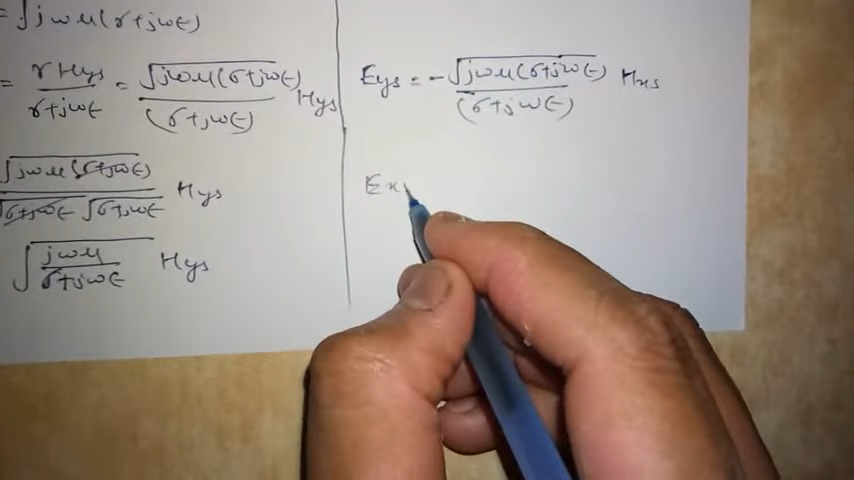 = √jωμ(σ+jωϵ)
= γ Hys / σ+jωϵ = √jωμ(σ+jωϵ) / (σ+jωϵ) Hys
√jωμ √σ+jωϵ) / √σ+jωϵ √σ+jωϵ Hys
√jωμ / σ+jωϵ Hys
Eys = -√jωμ(σ+jωϵ) / (σ+jωϵ) Hxs
Ex